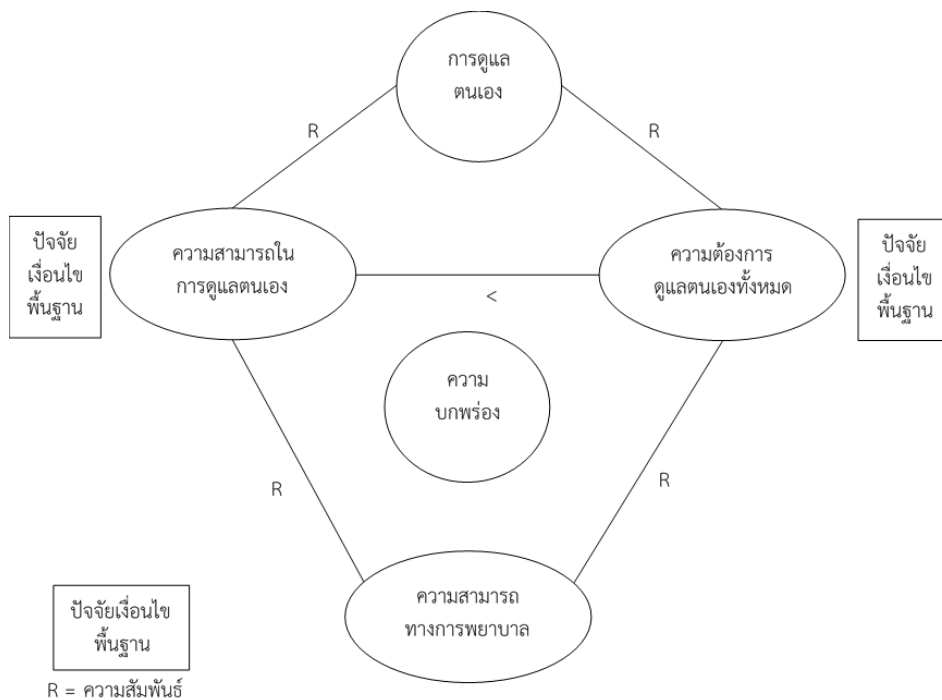 การดูแล
ตนเอง
R
R
ปัจจัย
เงื่อนไข
พื้นฐาน
ความสามารถใน
การดูแลตนเอง
ความต้องการ
ดูแลตนเองทั้งหมด
ปัจจัย
เงื่อนไข
พื้นฐาน
<
ความ
บกพร่อง
R
R
ความสามารถ
ทางการพยาบาล
ปัจจัยเงื่อนไข
พื้นฐาน
R = ความสัมพันธ์